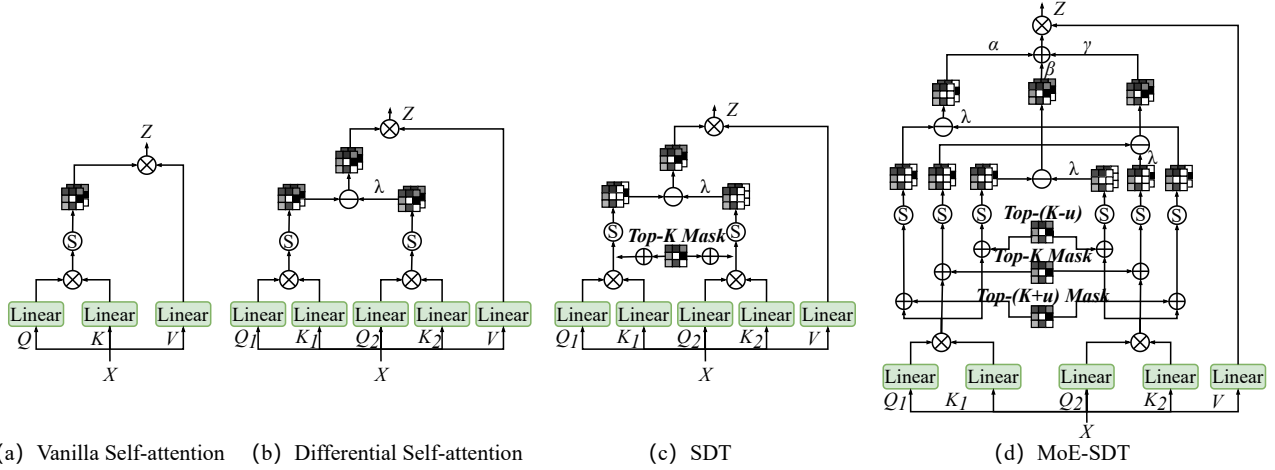 Z
S
Linear Linear Linear
Q K V
X
(a) Vanilla Self-attention
Z
λ
S S
Linear Linear Linear Linear Linear
Q1 K1 Q2 K2 V
X
(b) Differential Self-attention
Z
λ
S S
Top-K Mask
Linear Linear Linear Linear Linear
Q1 K1 Q2 K2 V
X
(c) SDT
Z
α γ
β
λ
λ λ
S S S S S S
Top-(K-u)
Top-K Mask
Top-(K+u) Mask
Linear Linear Linear Linear Linear
Q1 K1 Q2 K2 V
X
(d) MoE-SDT